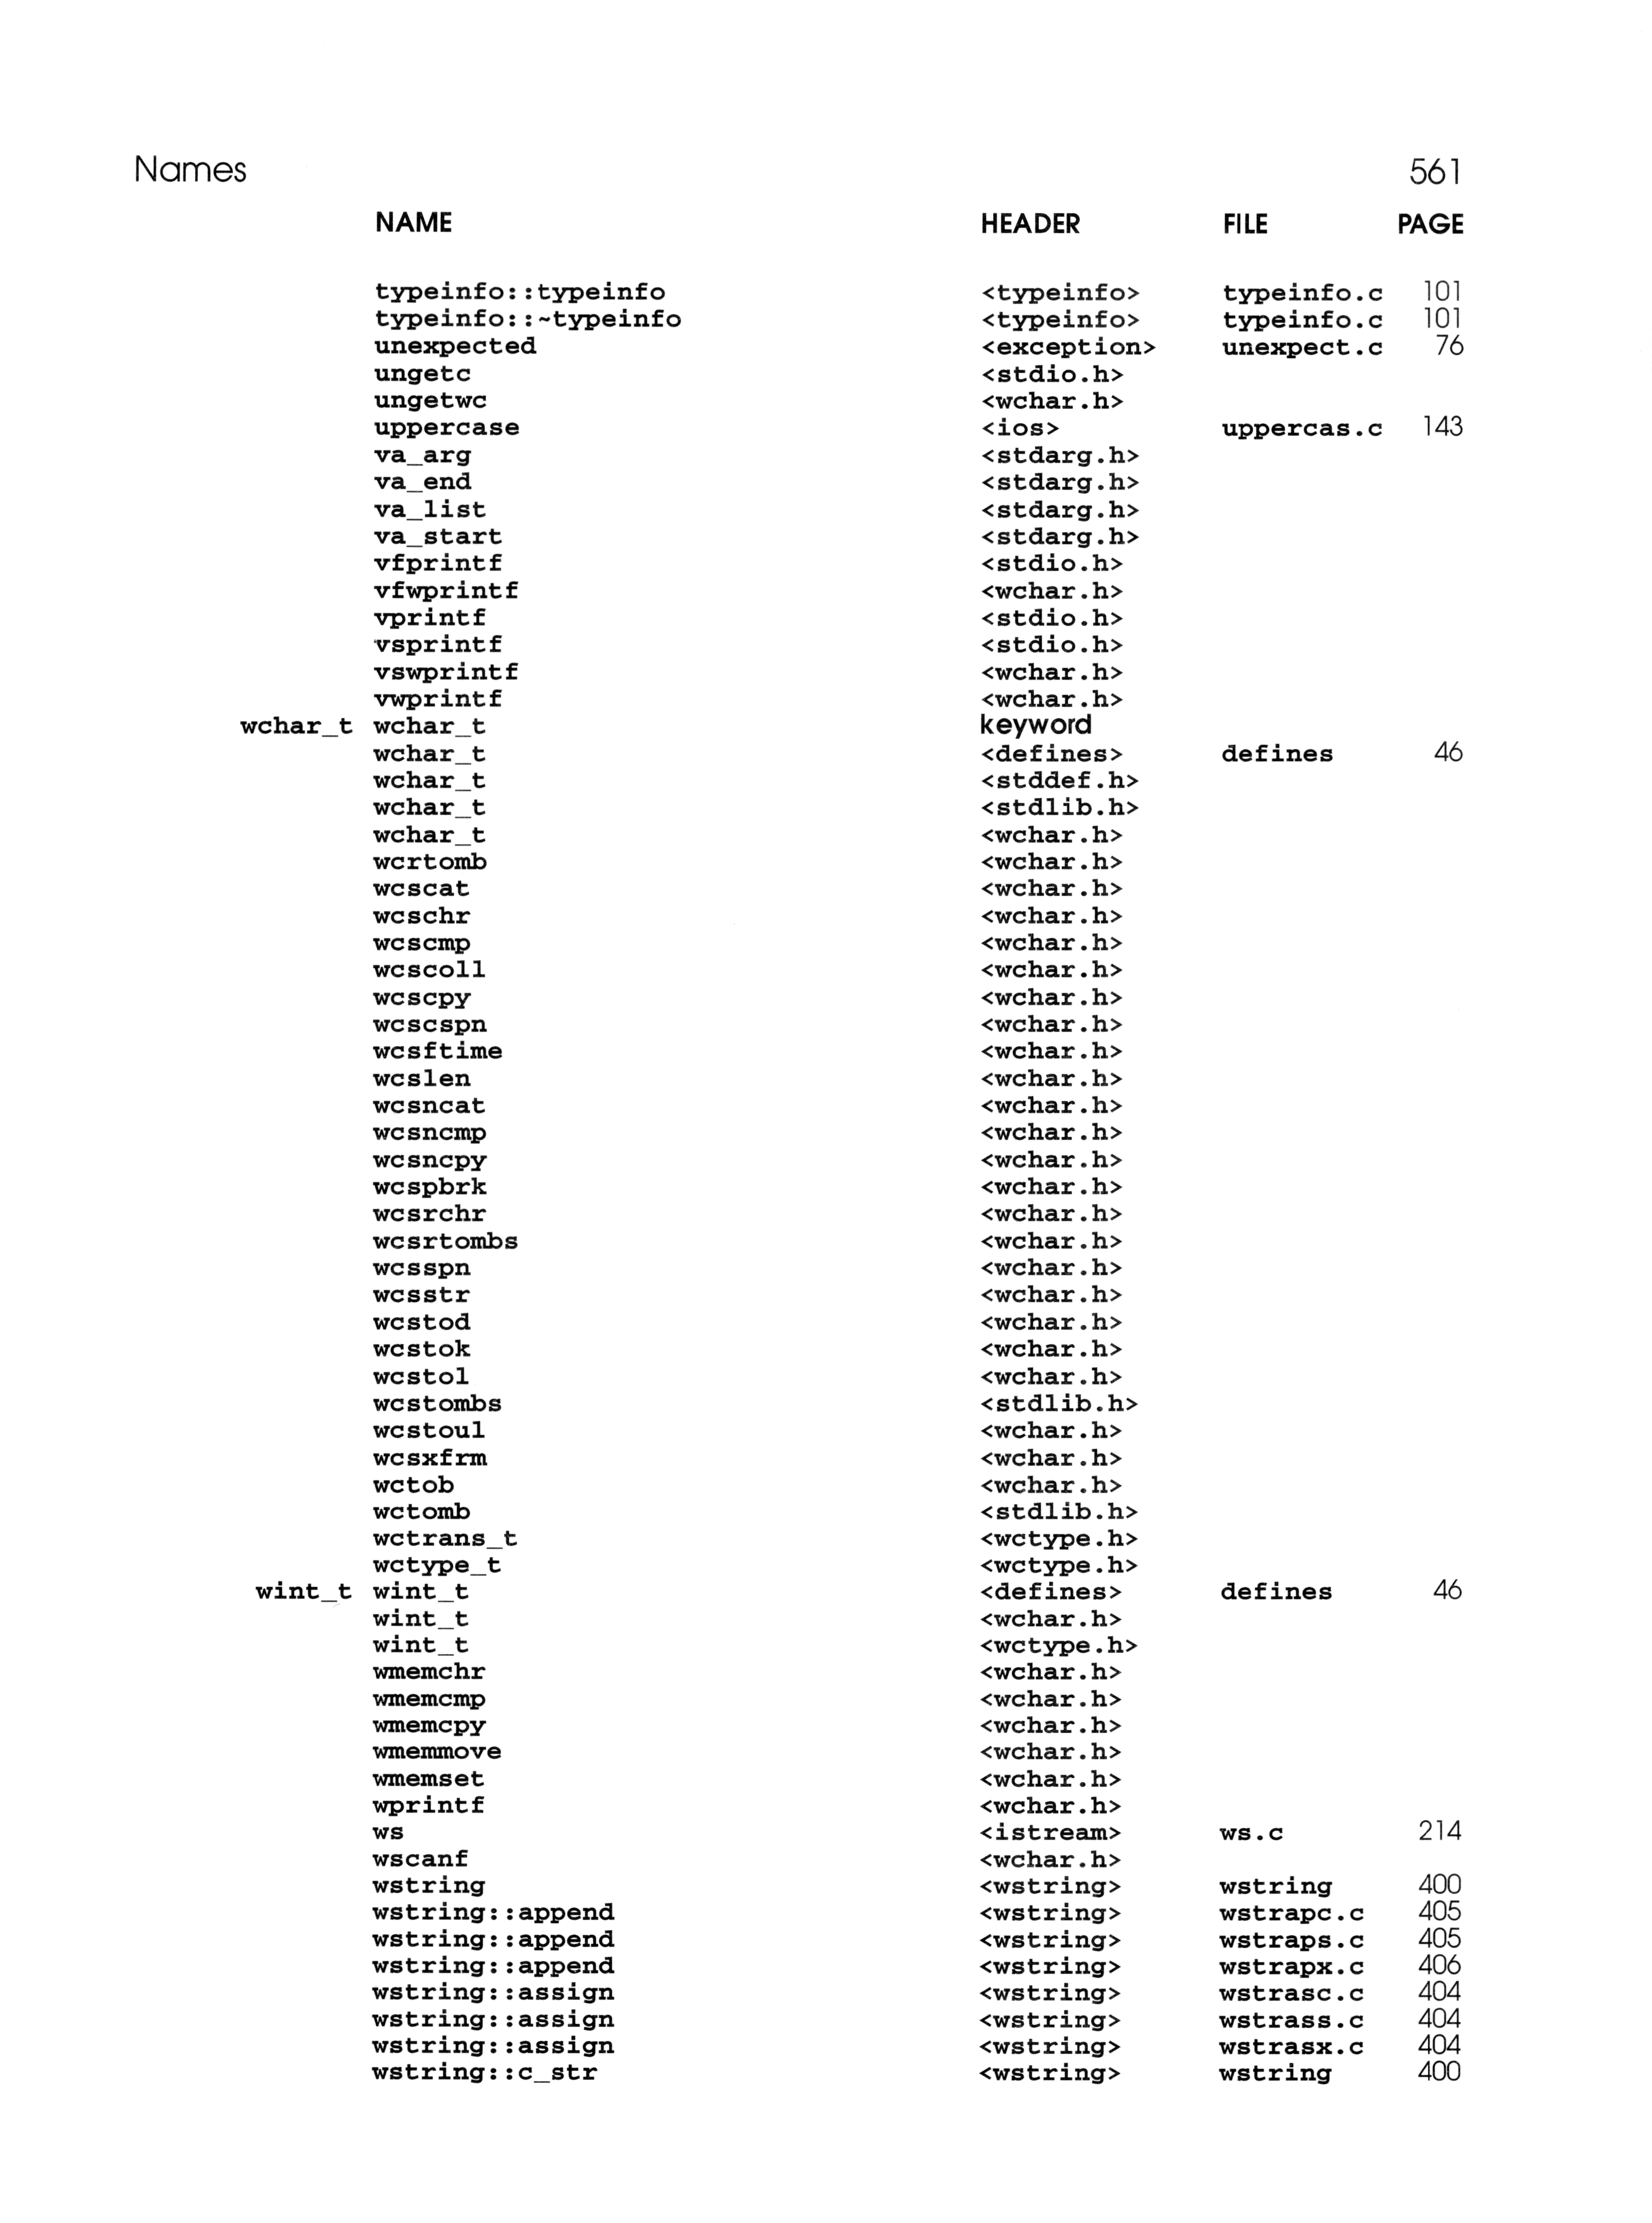 Names 561
NAME HEADER FILE PAGE
typeinfo::typeinfo <typeinfo> typeinfo.c 101
typeinfo::~typeinfo <typeinfo> typeinfo.c 101
unexpected <exception> unexpect.c 76
ungetc <stdio.h>
ungetwc <wchar.h>
uppercase <ios> uppercas.c 143
va_arg <stdarg.h>
va_end <stdarg.h>
va_list <stdarg.h>
va_start <stdarg.h>
vfprintf <stdio.h>
vfwprintf <wchar.h>
vprintf <stdio.h>
vsprintf <stdio.h>
vswprintf <wchar.h>
vwprintf <wchar.h>
wchar_t wchar_t keyword
wchar_t <defines> defines 46
wchar_t <stddef.h>
wchar_t <stdlib.h>
wchar_t <wchar.h>
wcrtomb <wchar.h>
wcscat <wchar.h>
wcschr <wchar.h>
wcscmp <wchar.h>
wcscoll <wchar.h>
wcscpy <wchar.h>
wcscspn <wchar.h>
wcsftime <wchar.h>
wcslen <wchar.h>
wcsncat <wchar.h>
wcsncmp <wchar.h>
wcsncpy <wchar.h>
wcspbrk <wchar.h>
wcsrchr <wchar.h>
wcsrtombs <wchar.h>
wcsspn <wchar.h>
wcsstr <wchar.h>
wcstod <wchar.h>
wcstok <wchar.h>
wcstol <wchar.h>
wcstombs <stdlib.h>
wcstoul <wchar.h>
wcsxfrm <wchar.h>
wctob <wchar.h>
wctomb <stdlib.h>
wctrans_t <wctype.h>
wctype_t <wctype.h>
wint_t wint_t <defines> defines 46
wint_t <wchar.h>
wint_t <wctype.h>
wmemchr <wchar.h>
wmemcmp <wchar.h>
wmemcpy <wchar.h>
wmemmove <wchar.h>
wmemset <wchar.h>
wprintf <wchar.h>
ws <istream> ws.c 214
wscanf <wchar.h>
wstring <wstring> wstring 400
wstring::append <wstring> wstrapc.c 405
wstring::append <wstring> wstraps.c 405
wstring::append <wstring> wstrapx.c 406
wstring::assign <wstring> wstrasc.c 404
wstring::assign <wstring> wstrass.c 404
wstring::assign <wstring> wstrasx.c 404
wstring::c_str <wstring> wstring 400